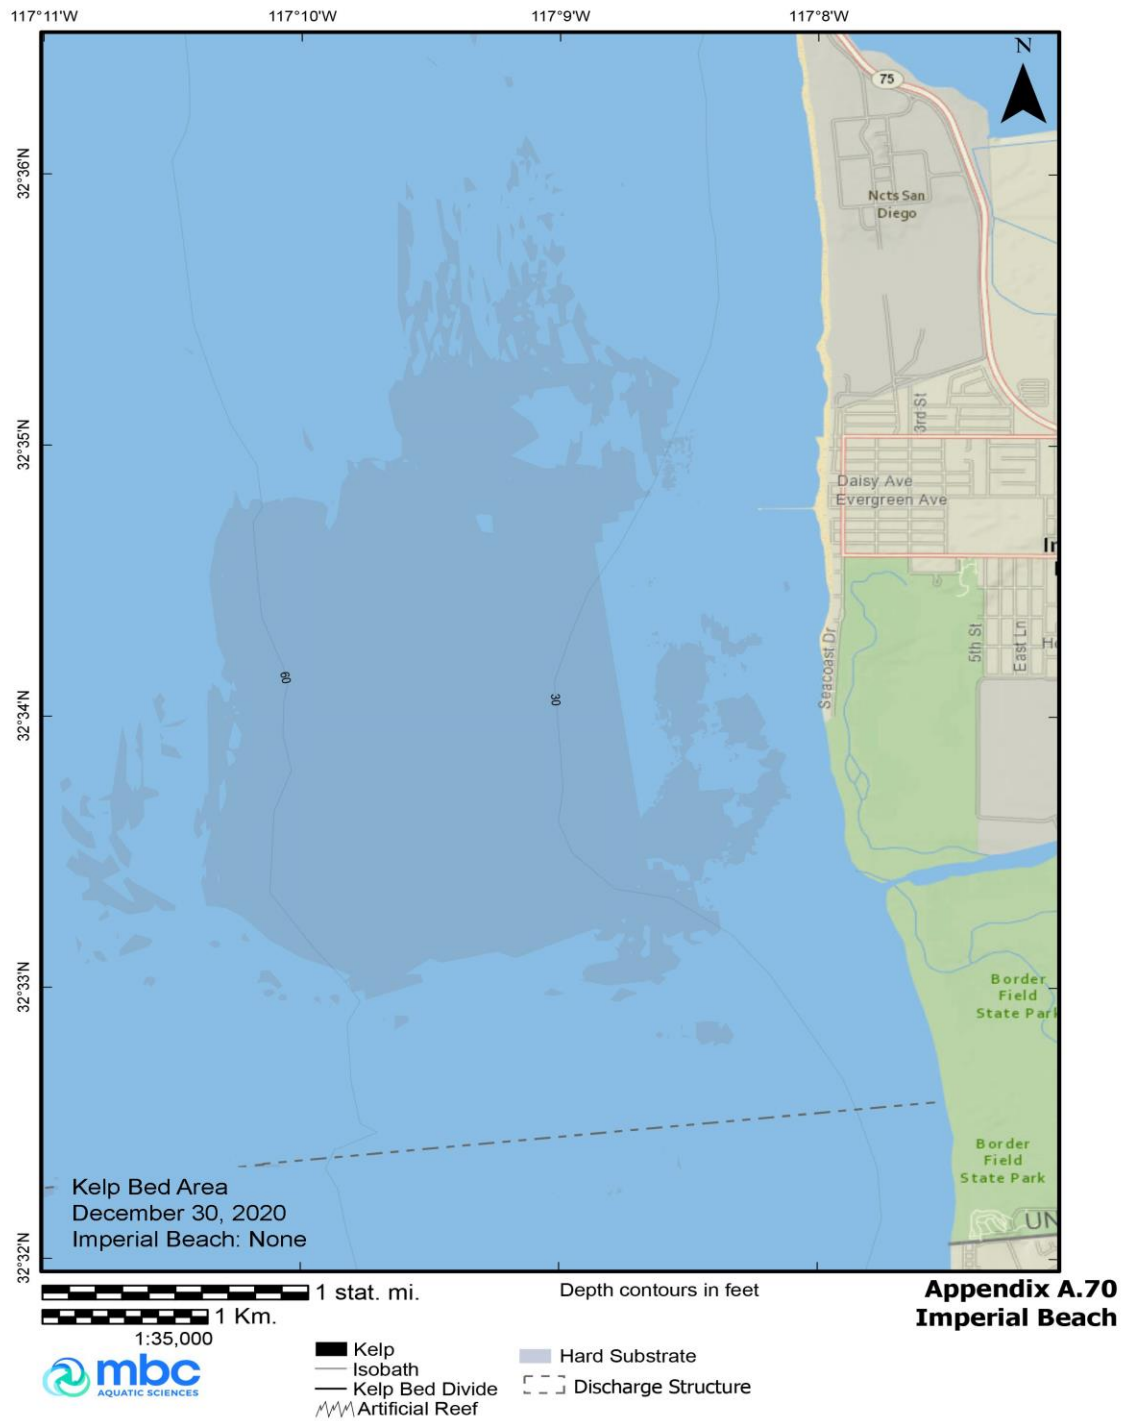 117°11'W
117°10'W
117°9'W
117°8'W
N
75
32°36'N
Ncts San
Diego
3rd St
32°35'N
Daisy Ave
Evergreen Ave
5th St
East Ln
Seacoast Dr
60
30
32°34'N
32°33'N
Border
Field
State Park
Border
Field
State Park
UN
32°32'N
Kelp Bed Area
December 30, 2020
Imperial Beach: None
1 stat. mi.
Depth contours in feet
Appendix A.70
Imperial Beach
1 Km.
1:35,000
mbc
AQUATIC SCIENCES
Kelp
Isobath
Kelp Bed Divide
Artificial Reef
Hard Substrate
Discharge Structure